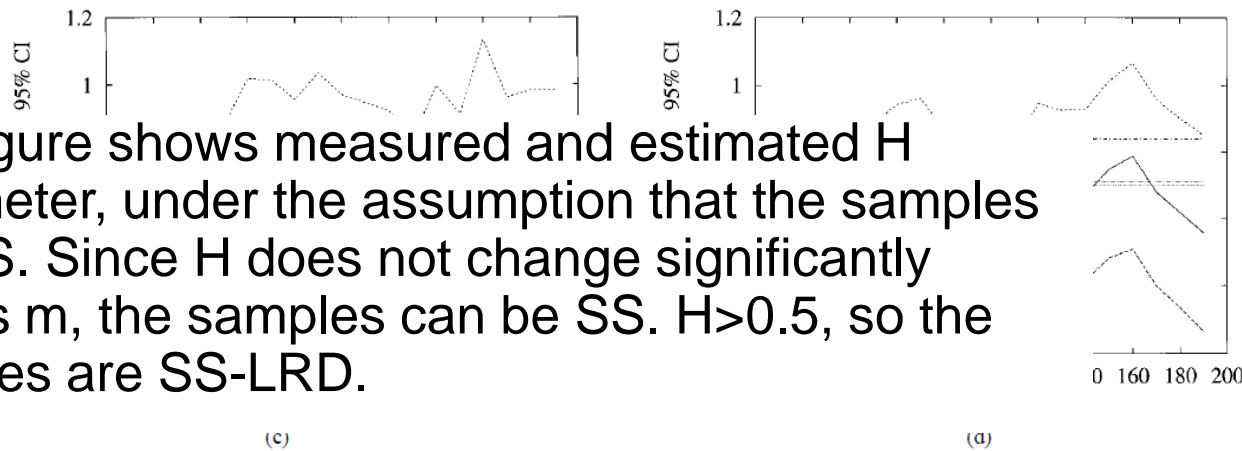 1.2
95% CI
1
1.2
95% CI
1
gure shows measured and estimated H
neter, under the assumption that the samples
S. Since H does not change significantly
s m, the samples can be SS. H>0.5, so the
es are SS-LRD.
0 160 180 200
(c)
(d)